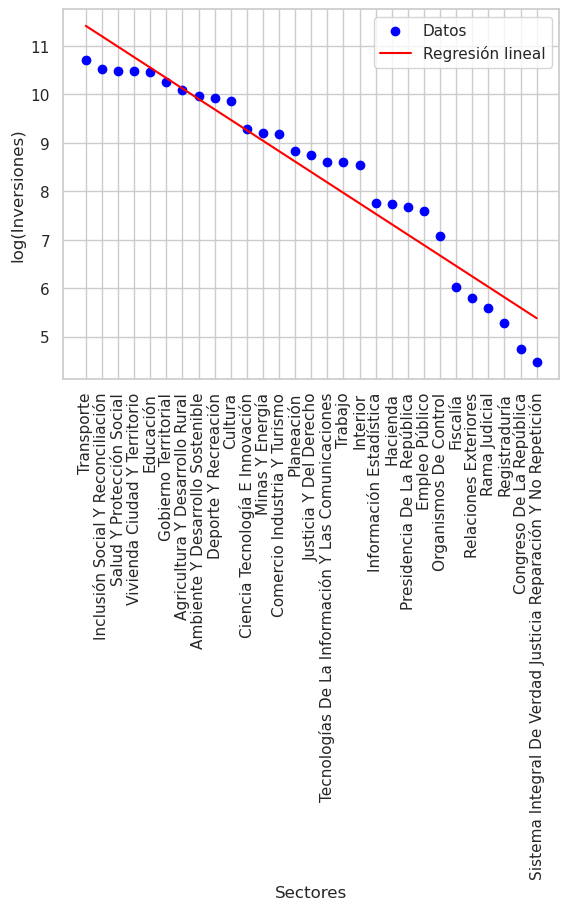 Datos
Regresión lineal
log(Inversiones)
11
10
9
8
7
6
5
Transporte
Inclusión Social Y Reconciliación
Salud Y Protección Social
Vivienda Ciudad Y Territorio
Educación
Gobierno Territorial
Agricultura Y Desarrollo Rural
Ambiente Y Desarrollo Sostenible
Deporte Y Recreación
Cultura
Ciencia Tecnología E Innovación
Minas Y Energía
Comercio Industria Y Turismo
Planeación
Justicia Y Del Derecho
Tecnologías De La Información Y Las Comunicaciones
Trabajo
Interior
Información Estadística
Hacienda
Presidencia De La República
Empleo Público
Organismos De Control
Fiscalía
Relaciones Exteriores
Rama Judicial
Registraduría
Congreso De La República
Sistema Integral De Verdad Justicia Reparación Y No Repetición
Sectores